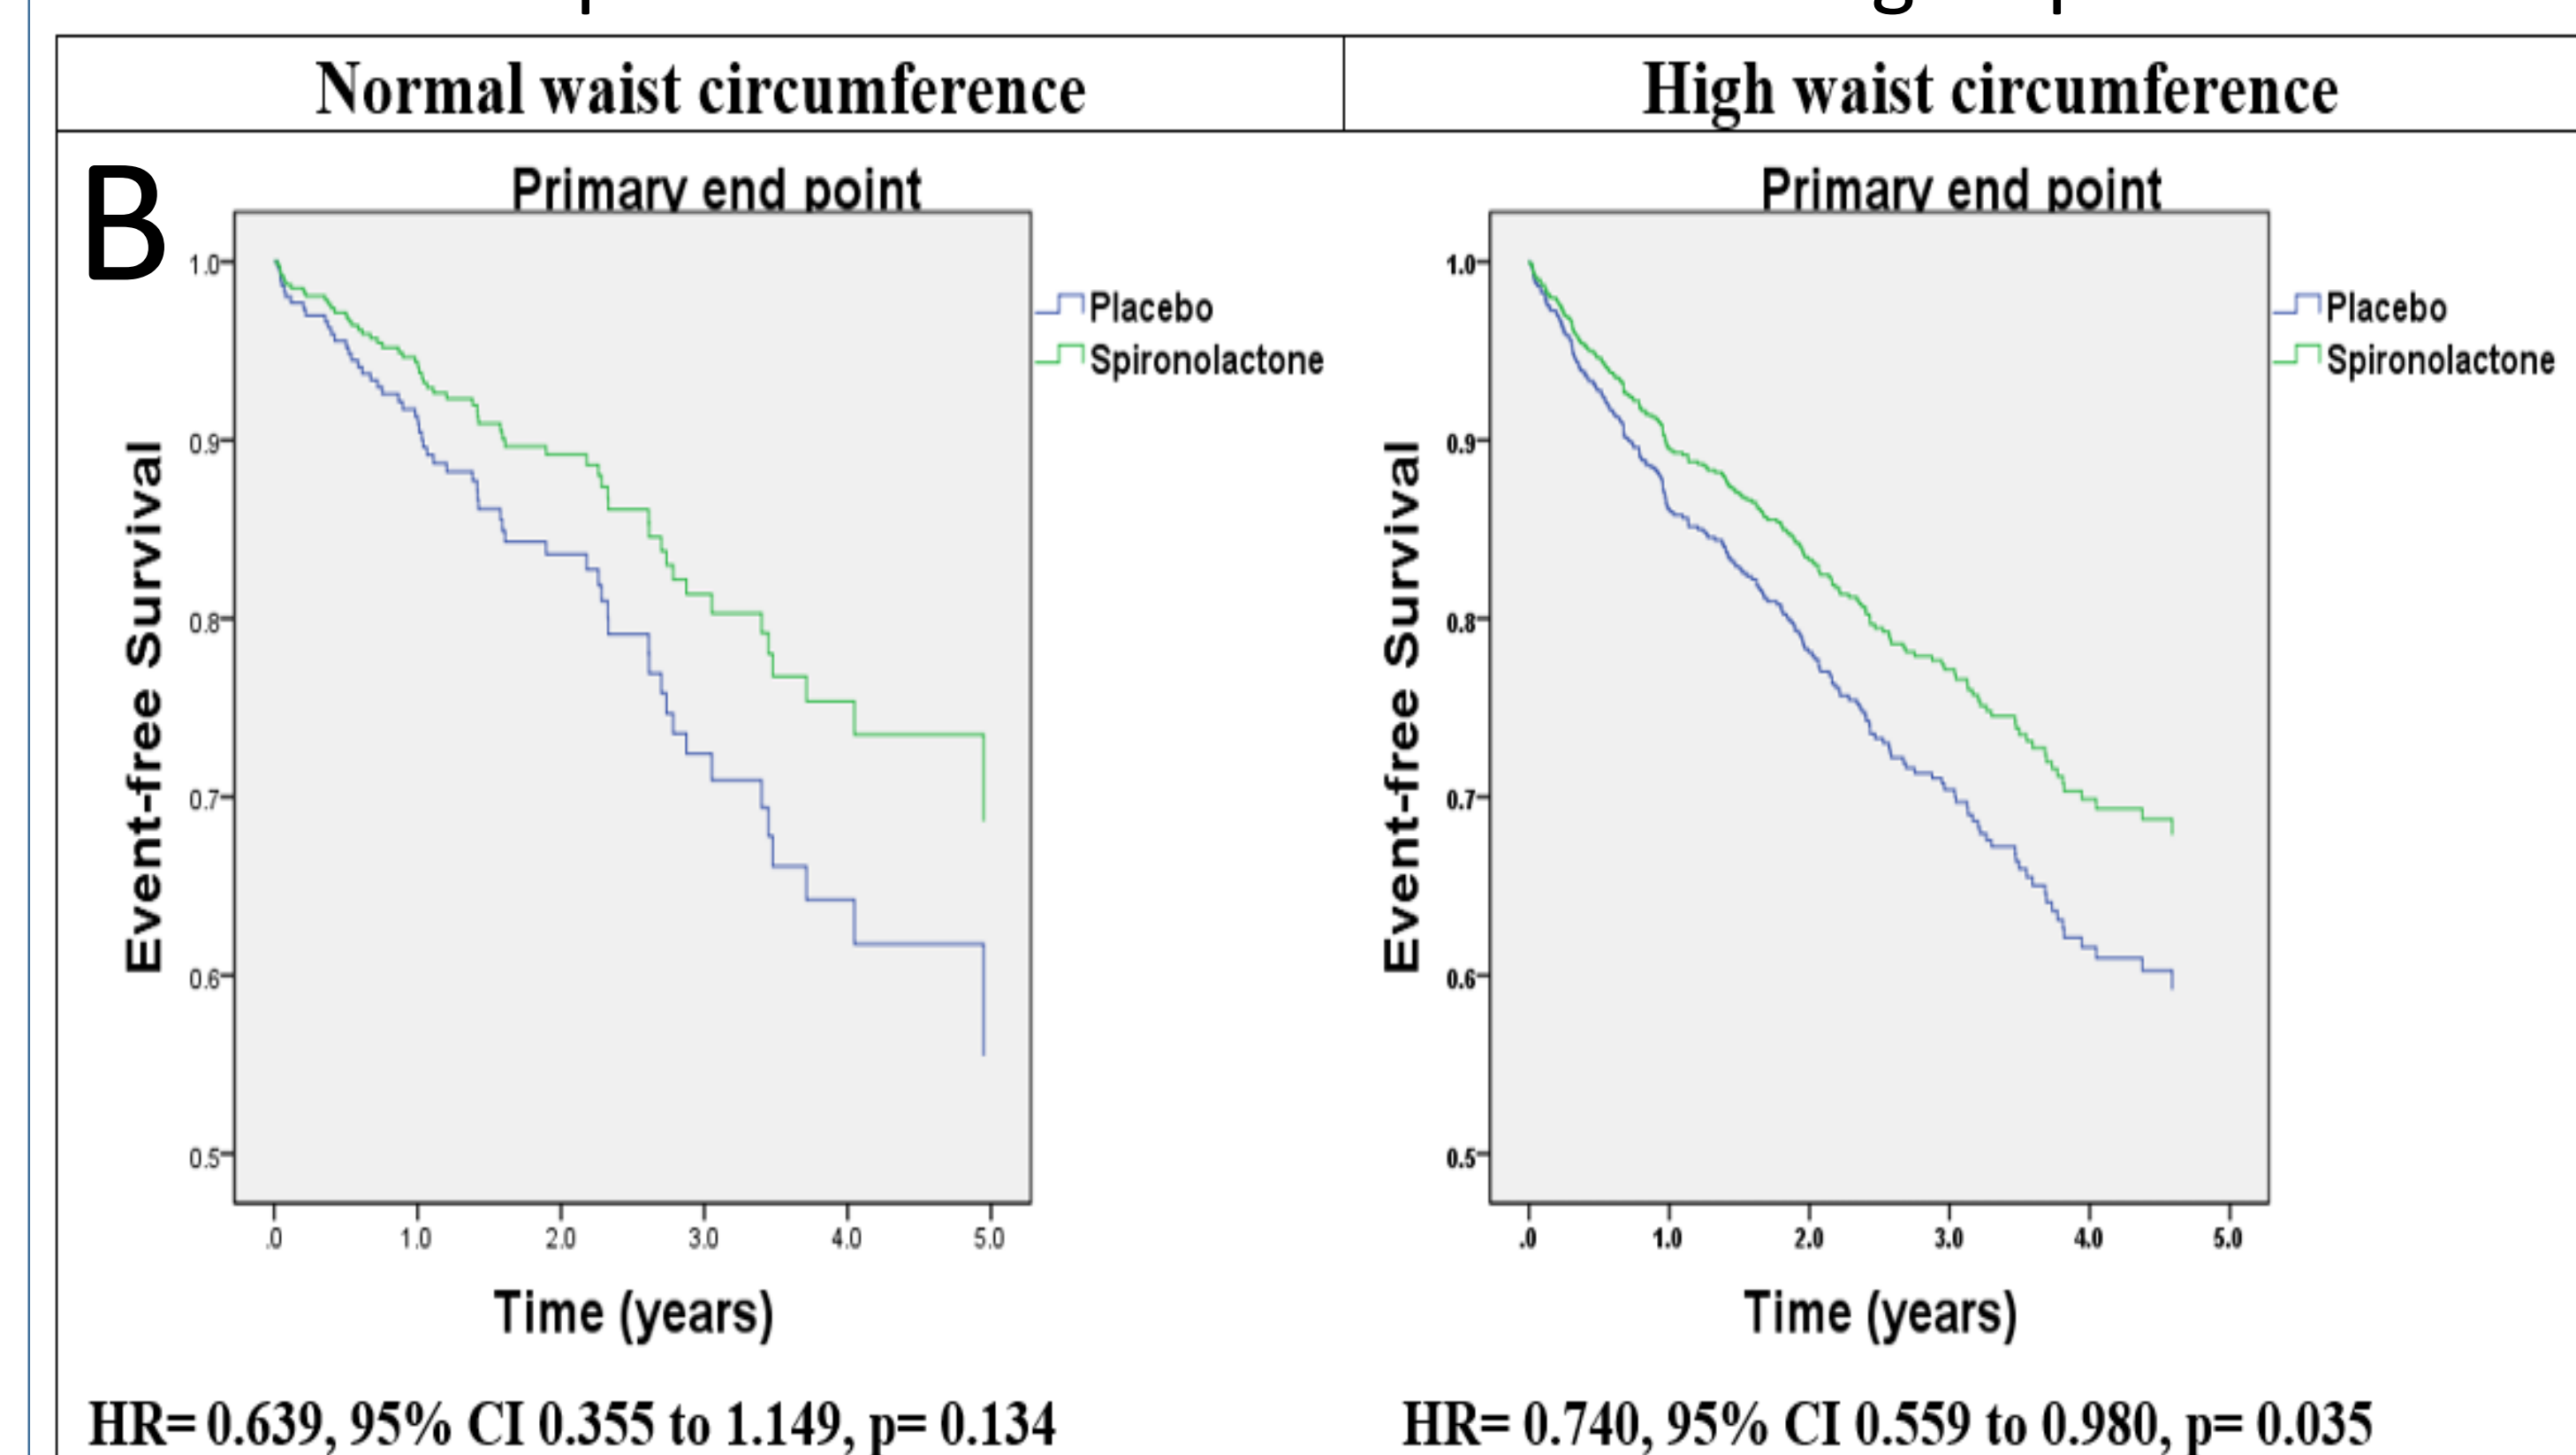 Normal waist circumference
High waist circumference
B
Primary end point
1.0
0.9
0.8
0.7
0.6
0.5
Event-free Survival
.0 1.0 2.0 3.0 4.0 5.0
Time (years)
Placebo
Spironolactone
HR= 0.639, 95% CI 0.355 to 1.149, p= 0.134
Primary end point
1.0
0.9
0.8
0.7
0.6
0.5
Event-free Survival
.0 1.0 2.0 3.0 4.0 5.0
Time (years)
Placebo
Spironolactone
HR= 0.740, 95% CI 0.559 to 0.980, p= 0.035